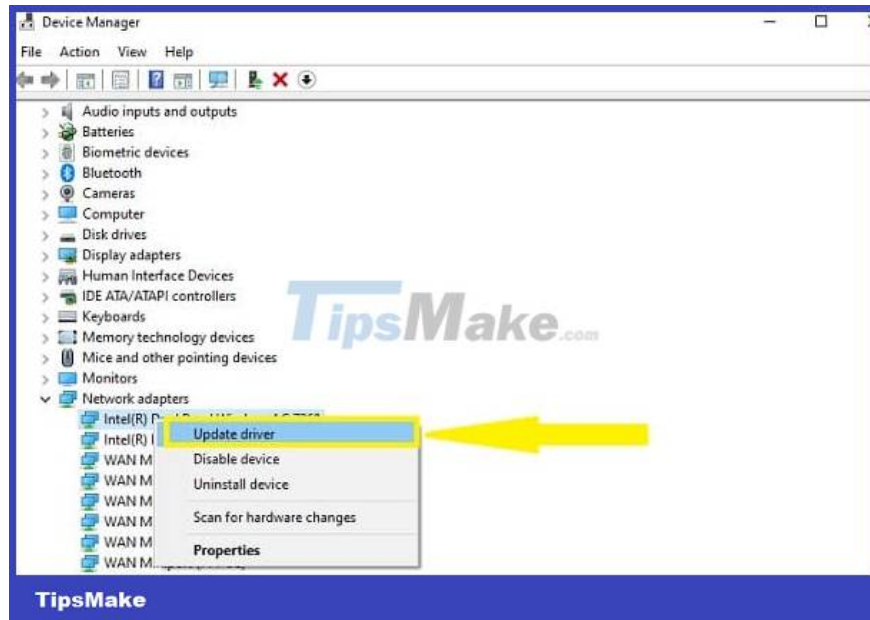 Device Manager
File Action View Help
Audio inputs and outputs
Batteries
Biometric devices
Bluetooth
Cameras
Computer
Disk drives
Display adapters
Human Interface Devices
IDE ATA/ATAPI controllers
Keyboards
Memory technology devices
Mice and other pointing devices
Monitors
Network adapters
Intel(R)
Update driver
Intel(R)
WAN M
Disable device
WAN M
Uninstall device
WAN M
WAN M
Scan for hardware changes
WAN M
Properties
WAN M
TipsMake.com
TipsMake